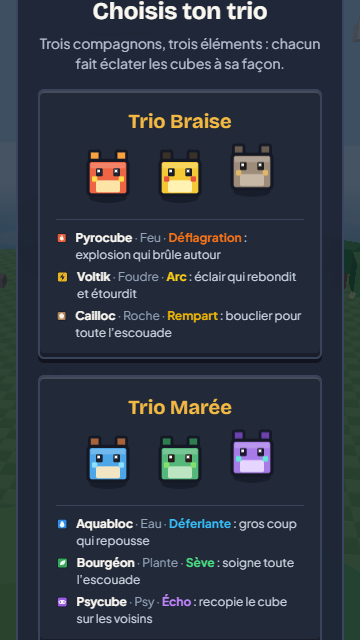 Choisis ton trio
Trois compagnons, trois éléments : chacun
fait éclater les cubes à sa façon.
Trio Braise
Pyrocube · Feu · Déflagration :
explosion qui brûle autour
Voltik · Foudre · Arc : éclair qui rebondit
et étourdit
Cailloc · Roche · Rempart : bouclier pour
toute l’escouade
Trio Marée
Aquabloc · Eau · Déferlante : gros coup
qui repousse
Bourgéon · Plante · Sève : soigne toute
l’escouade
Psycube · Psy · Écho : recopie le cube
sur les voisins